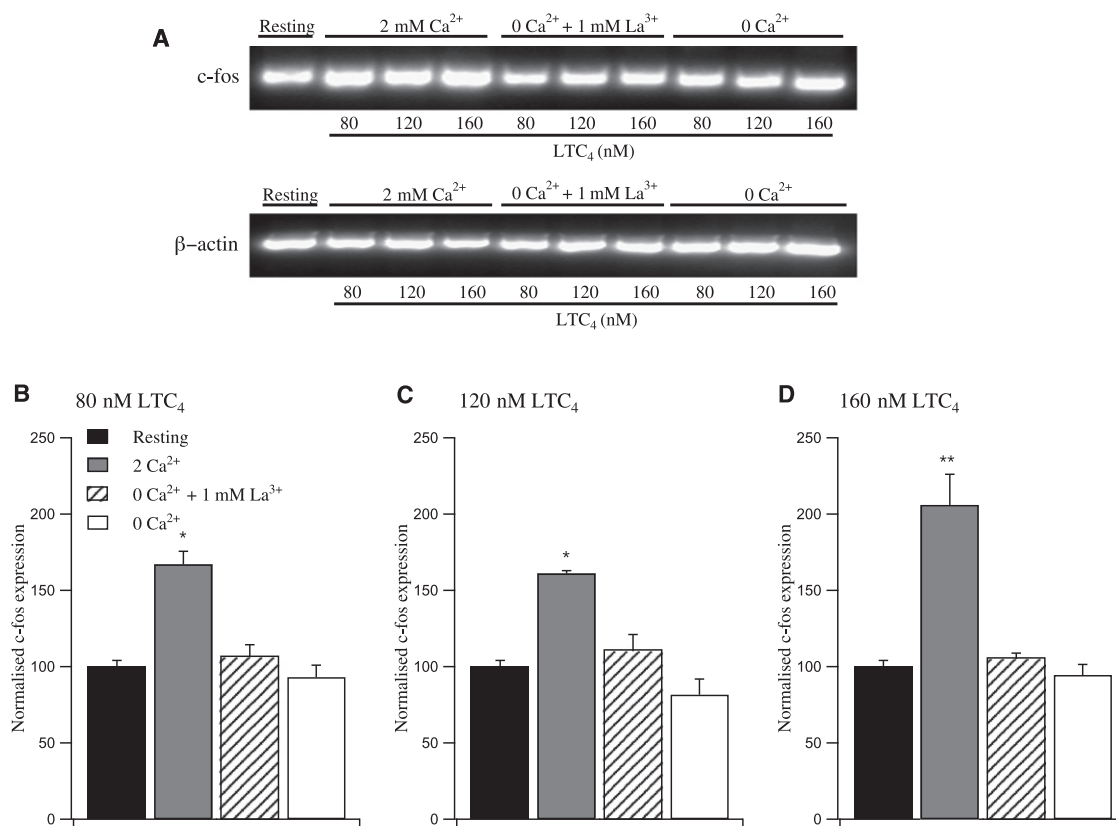 A
Resting 2 mM Ca²⁺ 0 Ca²⁺ + 1 mM La³⁺ 0 Ca²⁺
c-fos
80 120 160 80 120 160 80 120 160
LTC₄ (nM)
Resting 2 mM Ca²⁺ 0 Ca²⁺ + 1 mM La³⁺ 0 Ca²⁺
β–actin
80 120 160 80 120 160 80 120 160
LTC₄ (nM)
B 80 nM LTC₄
Resting
2 Ca²⁺
0 Ca²⁺ + 1 mM La³⁺
0 Ca²⁺
Normalised c-fos expression
250
200
150
100
50
0
*
C 120 nM LTC₄
Normalised c-fos expression
250
200
150
100
50
0
*
D 160 nM LTC₄
Normalised c-fos expression
250
200
150
100
50
0
**